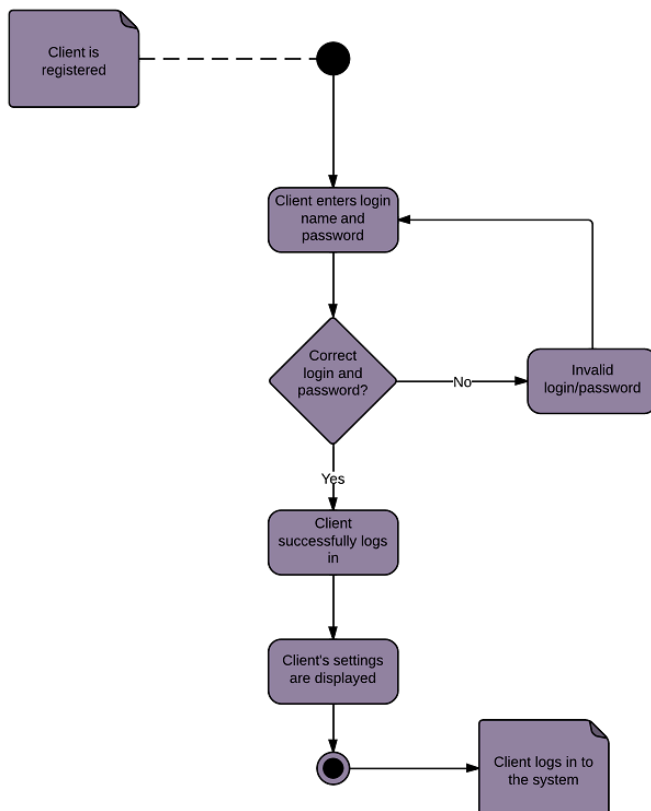 Client is
registered
Client enters login
name and
password
Correct
login and
password?
No
Invalid
login/password
Yes
Client
successfully logs
in
Client's settings
are displayed
Client logs in to
the system